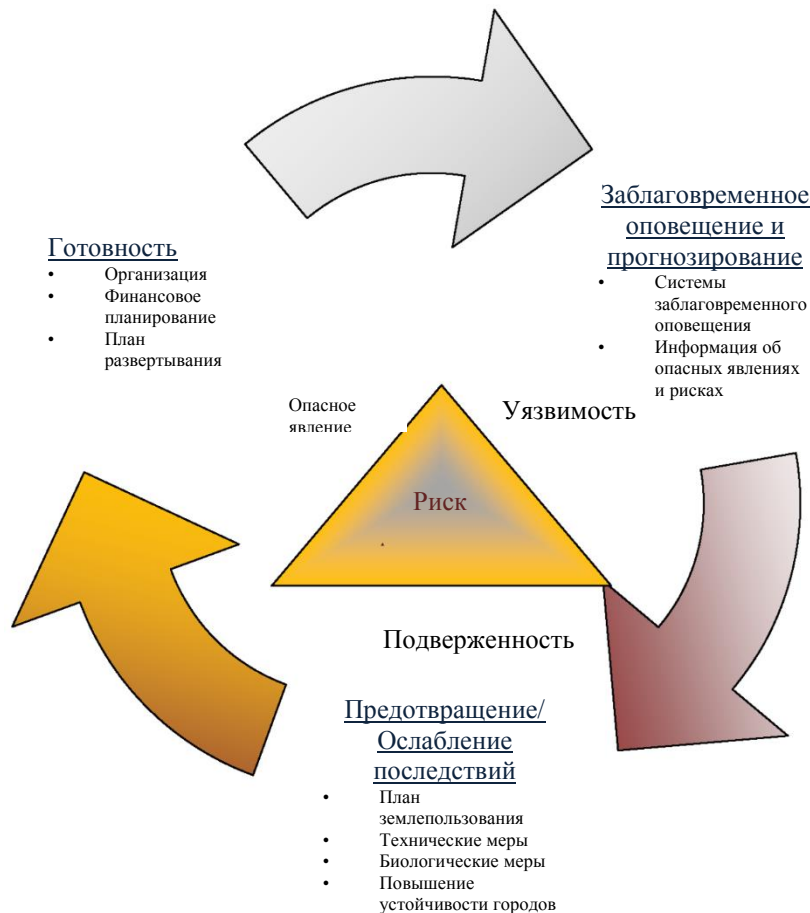 Заблаговременное
оповещение и
прогнозирование
• Системы
заблаговременного
оповещения
• Информация об
опасных явлениях
и рисках
Готовность
• Организация
• Финансовое
планирование
• План
развертывания
Опасное
явление
Уязвимость
Риск
Подверженность
Предотвращение/
Ослабление
последствий
• План
землепользования
• Технические меры
• Биологические меры
• Повышение
устойчивости городов